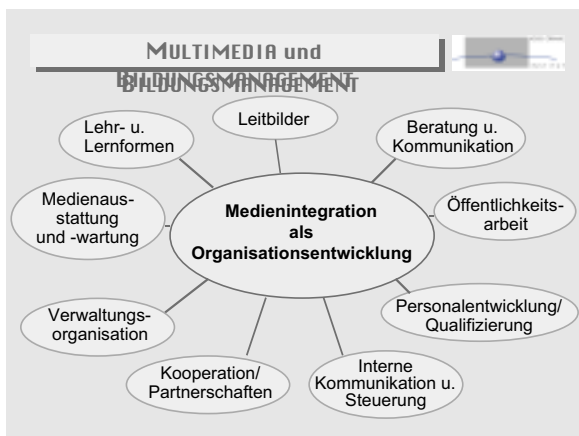 MULTIMEDIA und
BILDUNGSMANAGEMENT
Leitbilder
Lehr- u.
Lernformen
Beratung u.
Kommunikation
Medienaus-
stattung
und -wartung
Medienintegration
als
Organisationsentwicklung
Öffentlichkeits-
arbeit
Verwaltungs-
organisation
Personalentwicklung/
Qualifizierung
Kooperation/
Partnerschaften
Interne
Kommunikation u.
Steuerung